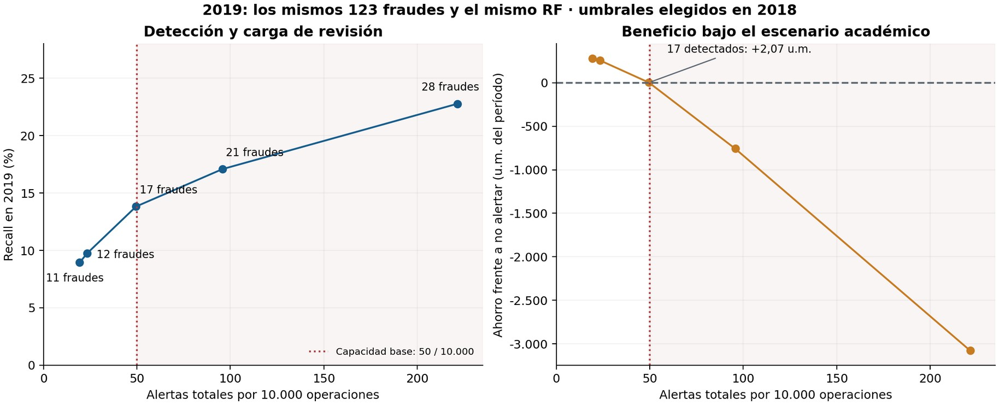 2019: los mismos 123 fraudes y el mismo RF · umbrales elegidos en 2018
Detección y carga de revisión
Recall en 2019 (%)
25
20
15
10
5
0
28 fraudes
21 fraudes
17 fraudes
12 fraudes
11 fraudes
Capacidad base: 50 / 10.000
0 50 100 150 200
Alertas totales por 10.000 operaciones
Beneficio bajo el escenario académico
Ahorro frente a no alertar (u.m. del período)
17 detectados: +2,07 u.m.
0
-500
-1.000
-1.500
-2.000
-2.500
-3.000
0 50 100 150 200
Alertas totales por 10.000 operaciones